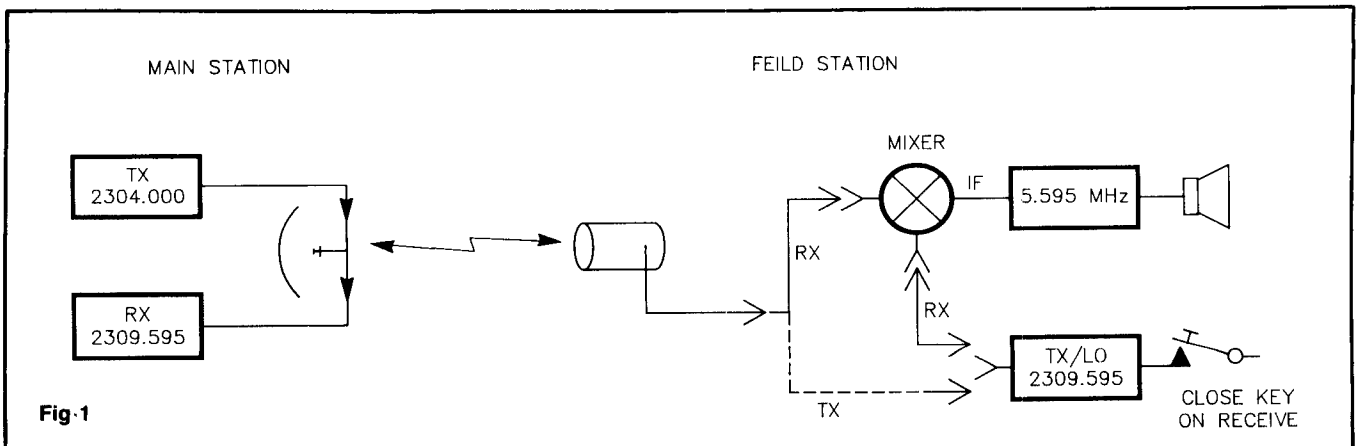 MAIN STATION
FEILD STATION
TX
2304.000
RX
2309.595
MIXER
IF
5.595 MHz
RX
RX
TX/LO
2309.595
TX
CLOSE KEY
ON RECEIVE
Fig·1